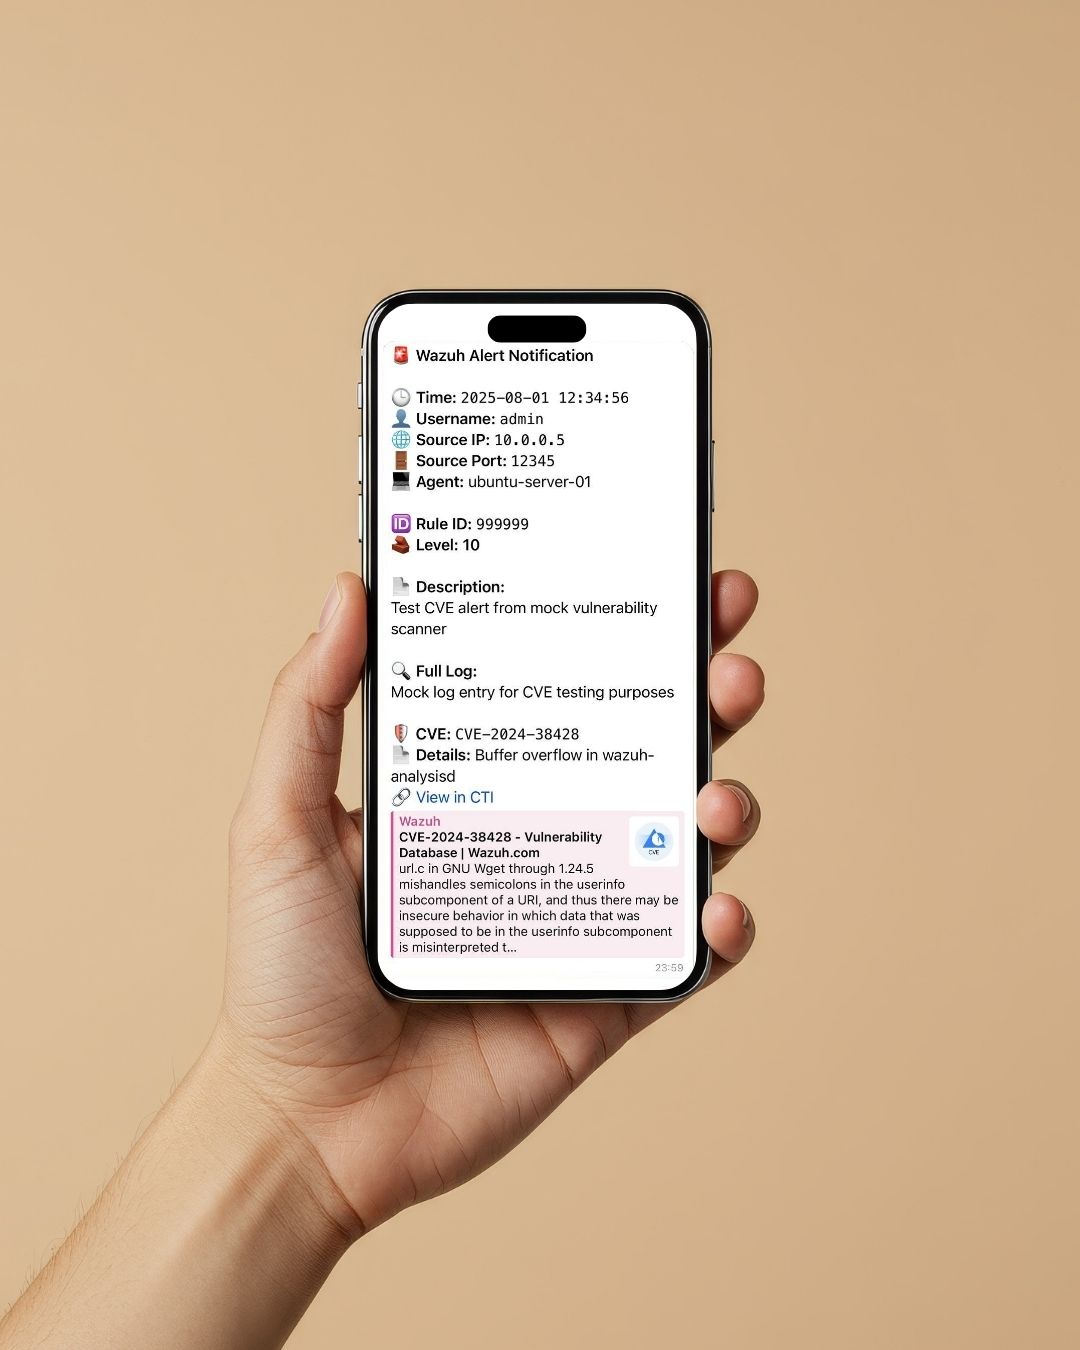 Wazuh Alert Notification
Time: 2025-08-01 12:34:56
Username: admin
Source IP: 10.0.0.5
Source Port: 12345
Agent: ubuntu-server-01
ID Rule ID: 999999
Level: 10
Description:
Test CVE alert from mock vulnerability
scanner
Full Log:
Mock log entry for CVE testing purposes
CVE: CVE-2024-38428
Details: Buffer overflow in wazuh-
analysisd
View in CTI
Wazuh
CVE-2024-38428 - Vulnerability
Database | Wazuh.com
CVE
url.c in GNU Wget through 1.24.5
mishandles semicolons in the userinfo
subcomponent of a URI, and thus there may be
insecure behavior in which data that was
supposed to be in the userinfo subcomponent
is misinterpreted t...
23:59